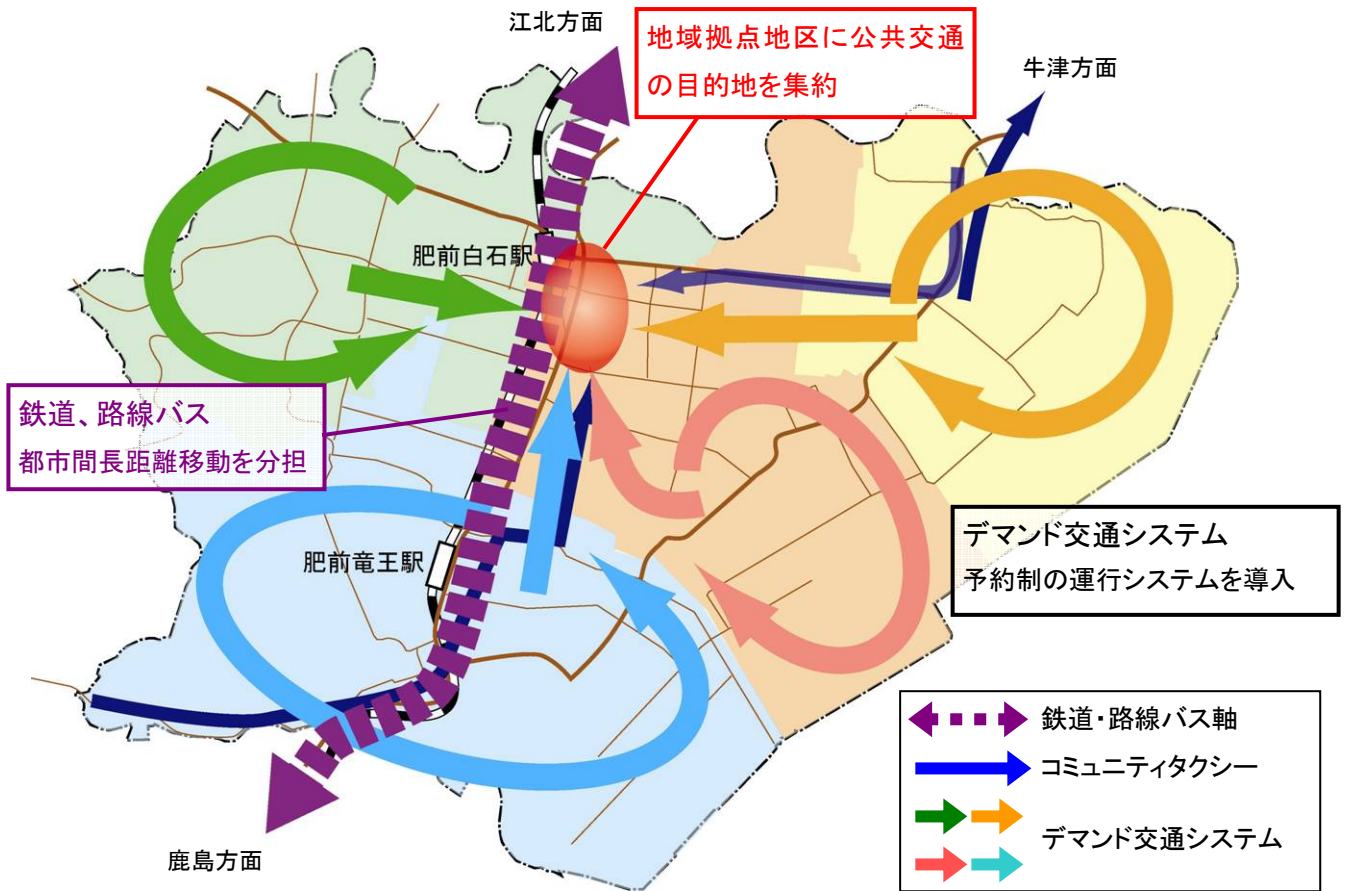 江北方面
地域拠点地区に公共交通
の目的地を集約
牛津方面
肥前白石駅
鉄道、路線バス
都市間長距離移動を分担
肥前竜王駅
デマンド交通システム
予約制の運行システムを導入
鹿島方面
鉄道・路線バス軸
コミュニティタクシー
デマンド交通システム